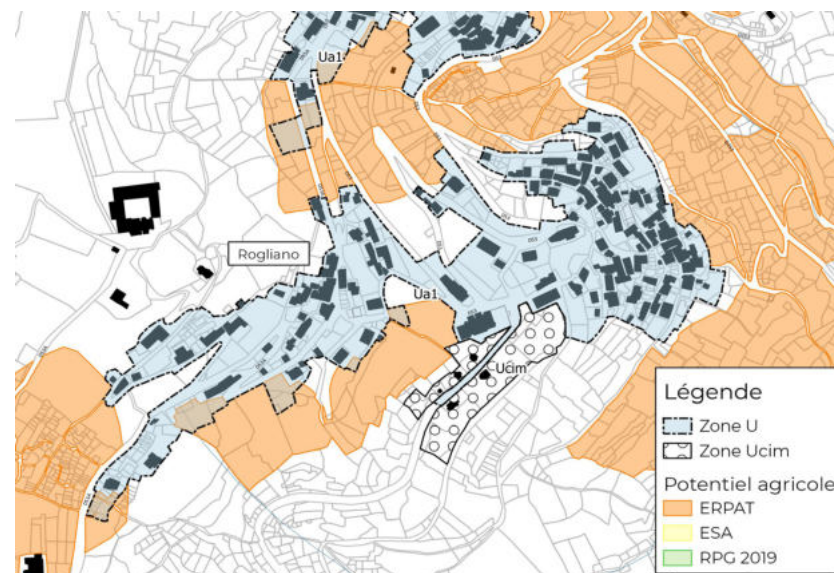 Ua1
Rogliano
Ua1
Ucim
Légende
Zone U
Zone Ucim
Potentiel agricole
ERPAT
ESA
RPG 2019